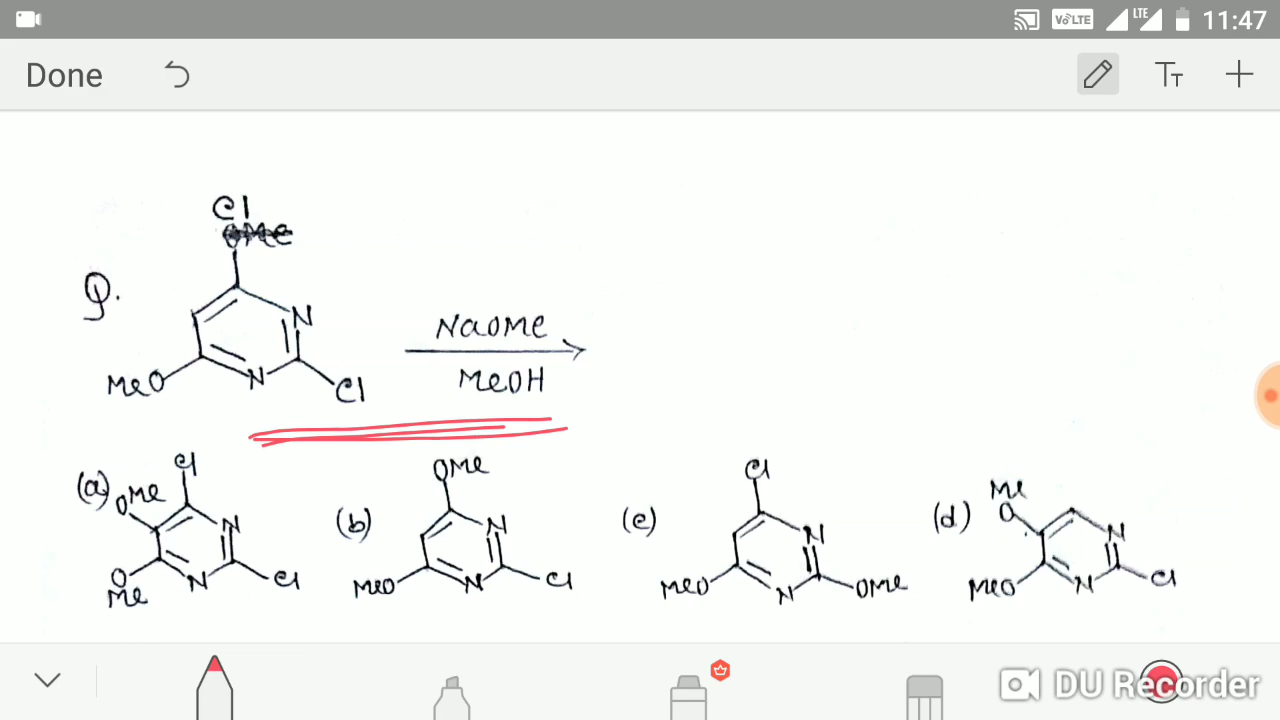 VoLTE LTE 11:47
Done TT
Cl
OMe
Q.
N
NaOMe
MeO N Cl
MeOH
(a) OMe Cl N N Cl O Me
(b) OMe N N MeO Cl
(c) Cl N N MeO OMe
(d) Me O N N MeO Cl
DU Recorder